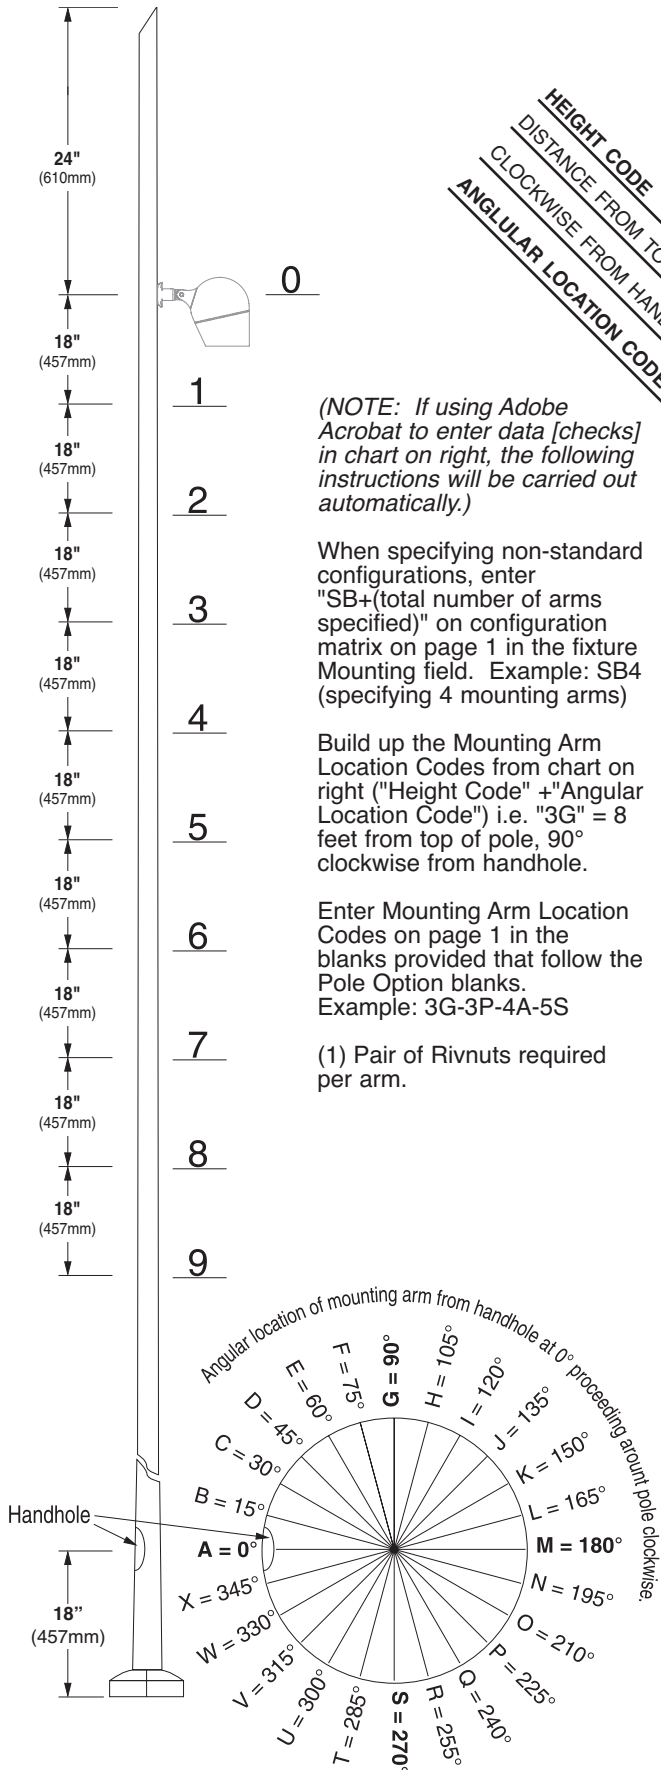 24"
(610mm)
0
18"
(457mm)
1
18"
(457mm)
2
18"
(457mm)
3
18"
(457mm)
4
18"
(457mm)
5
18"
(457mm)
6
18"
(457mm)
7
18"
(457mm)
8
18"
(457mm)
9
HEIGHT CODE
DISTANCE FROM
CLOCKWISE FROM
ANGLULAR LOCATION CODE
(NOTE: If using Adobe
Acrobat to enter data [checks]
in chart on right, the following
instructions will be carried out
automatically.)
When specifying non-standard
configurations, enter
"SB+(total number of arms
specified)" on configuration
matrix on page 1 in the fixture
Mounting field. Example: SB4
(specifying 4 mounting arms)
Build up the Mounting Arm
Location Codes from chart on
right ("Height Code" +"Angular
Location Code") i.e. "3G" = 8
feet from top of pole, 90°
clockwise from handhole.
Enter Mounting Arm Location
Codes on page 1 in the
blanks provided that follow the
Pole Option blanks.
Example: 3G-3P-4A-5S
(1) Pair of Rivnuts required
per arm.
Angular location of mounting arm from handhole at 0° proceeding arount pole clockwise.
Handhole
18”
(457mm)
A = 0°
B = 15°
C = 30°
D = 45°
E = 60°
F = 75°
G = 90°
H = 105°
I = 120°
J = 135°
K = 150°
L = 165°
M = 180°
N = 195°
O = 210°
P = 225°
Q = 240°
R = 255°
S = 270°
T = 285°
U = 300°
V = 315°
W = 330°
X = 345°